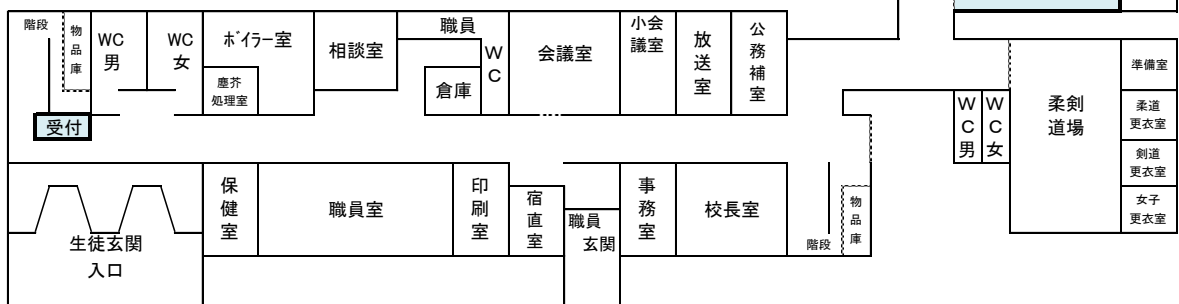 階段
物品庫
WC
男
WC
女
ﾎﾞｲﾗｰ室
塵芥
処理室
相談室
職員
WC
倉庫
会議室
小会
議室
放送室
公務補室
受付
WC男
WC女
柔剣
道場
準備室
柔道
更衣室
剣道
更衣室
女子
更衣室
生徒玄関
入口
保健室
職員室
印刷室
宿直室
職員
玄関
事務室
校長室
階段
物品庫